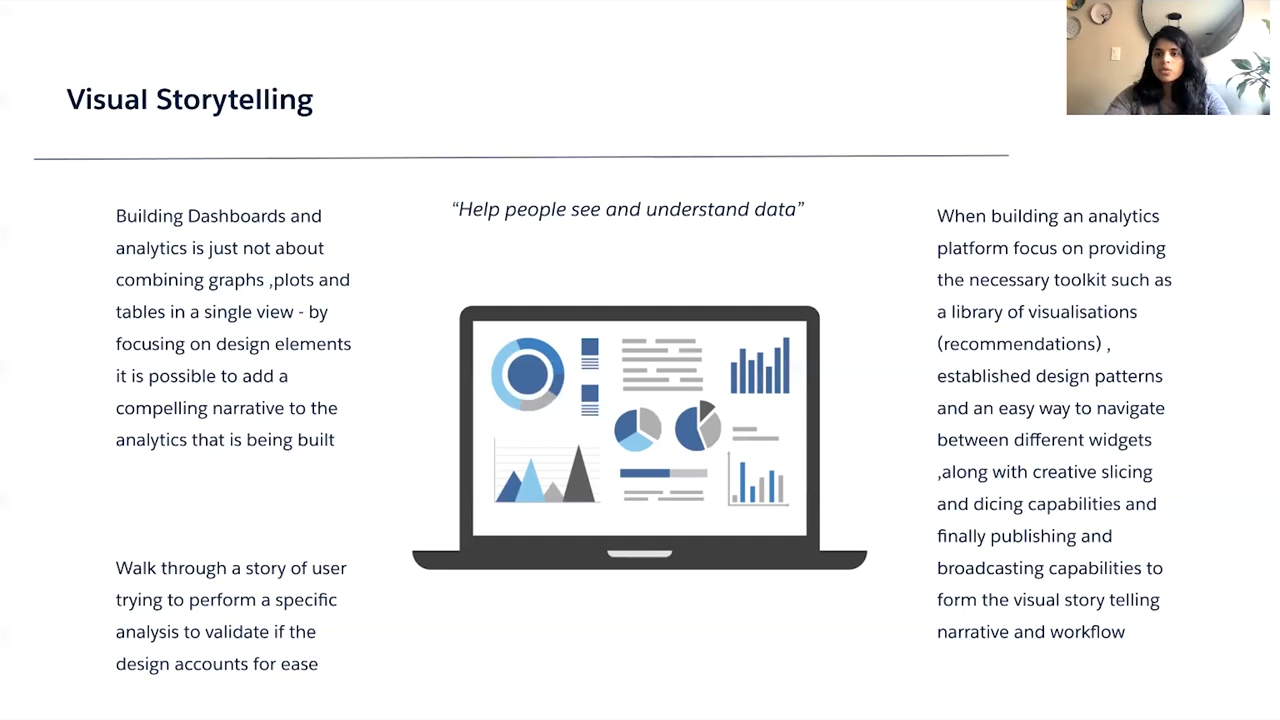 Visual Storytelling
Building Dashboards and
analytics is just not about
combining graphs ,plots and
tables in a single view - by
focusing on design elements
it is possible to add a
compelling narrative to the
analytics that is being built
Walk through a story of user
trying to perform a specific
analysis to validate if the
design accounts for ease
“Help people see and understand data”
When building an analytics
platform focus on providing
the necessary toolkit such as
a library of visualisations
(recommendations) ,
established design patterns
and an easy way to navigate
between different widgets
,along with creative slicing
and dicing capabilities and
finally publishing and
broadcasting capabilities to
form the visual story telling
narrative and workflow